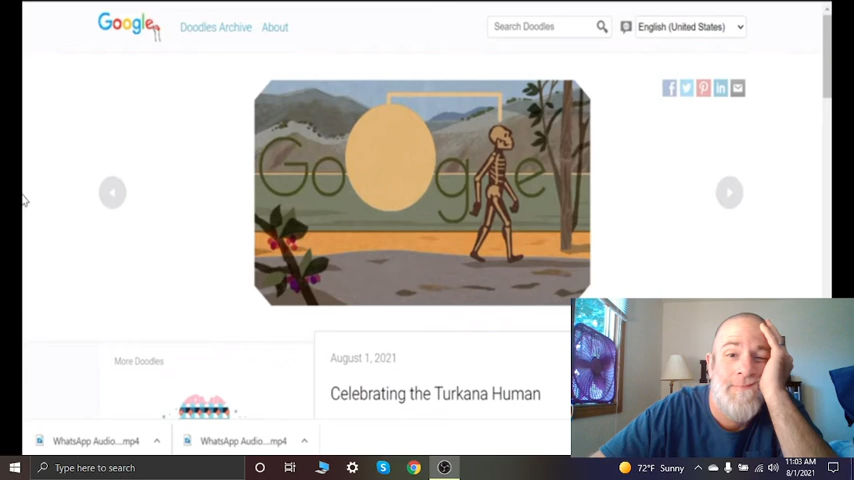 Google
Doodles Archive
About
Search Doodles
English (United States)
Google
More Doodles
August 1, 2021
Celebrating the Turkana Human
WhatsApp Audio....mp4
WhatsApp Audio....mp4
Type here to search
72°F Sunny
11:03 AM
8/1/2021